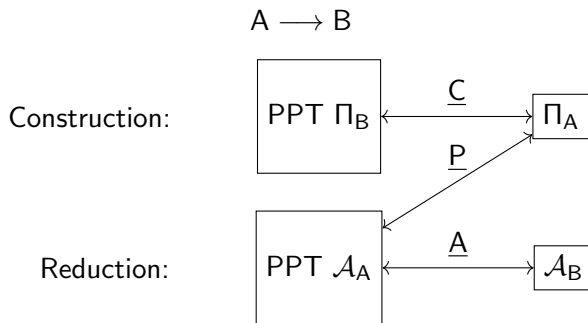 A ⟶ B
Construction: PPT Π_B C Π_A
P
Reduction: PPT 𝒜_A A 𝒜_B